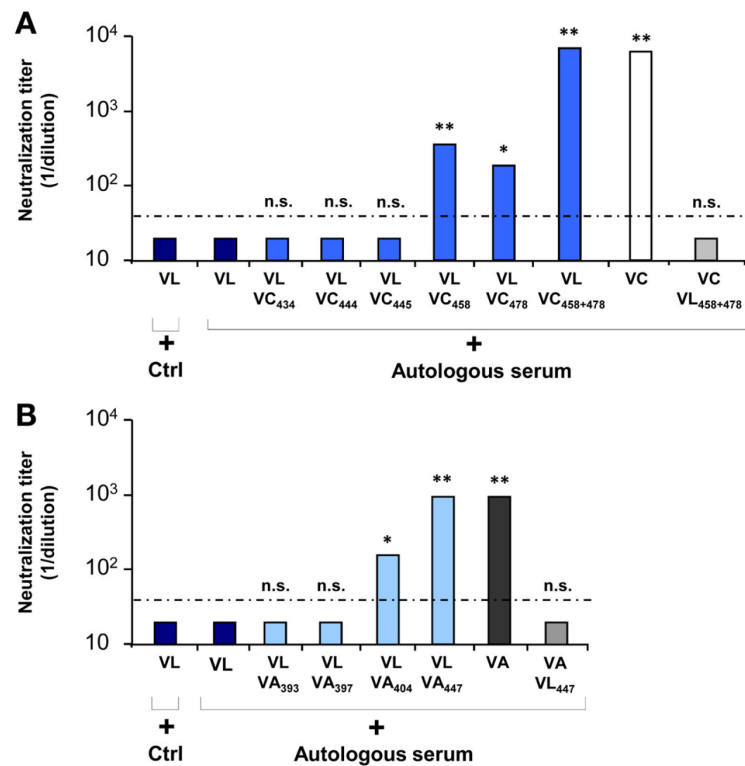 A
Neutralization titer
(1/dilution)
10⁴
10³
10²
10
n.s. n.s. n.s. ** * ** ** n.s.
VL VL VL VL VL VL VL VL VC VC
VC₄₃₄ VC₄₄₄ VC₄₄₅ VC₄₅₈ VC₄₇₈ VC₄₅₈₊₄₇₈ VL₄₅₈₊₄₇₈
+ +
Ctrl Autologous serum
B
Neutralization titer
(1/dilution)
10⁴
10³
10²
10
n.s. n.s. * ** ** n.s.
VL VL VL VL VL VL VA VA
VA₃₉₃ VA₃₉₇ VA₄₀₄ VA₄₄₇ VL₄₄₇
+ +
Ctrl Autologous serum